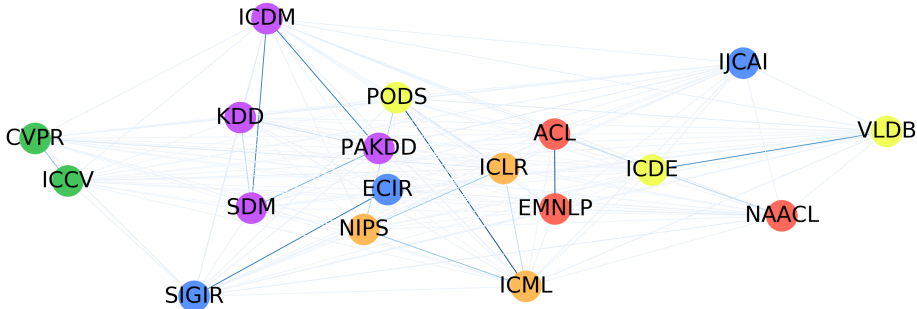 ICDM
IJCAI
PODS
KDD
VLDB
CVPR
ACL
PAKDD
ICLR
ICDE
ICCV
ECIR
SDM
EMNLP
NAACL
NIPS
ICML
SIGIR